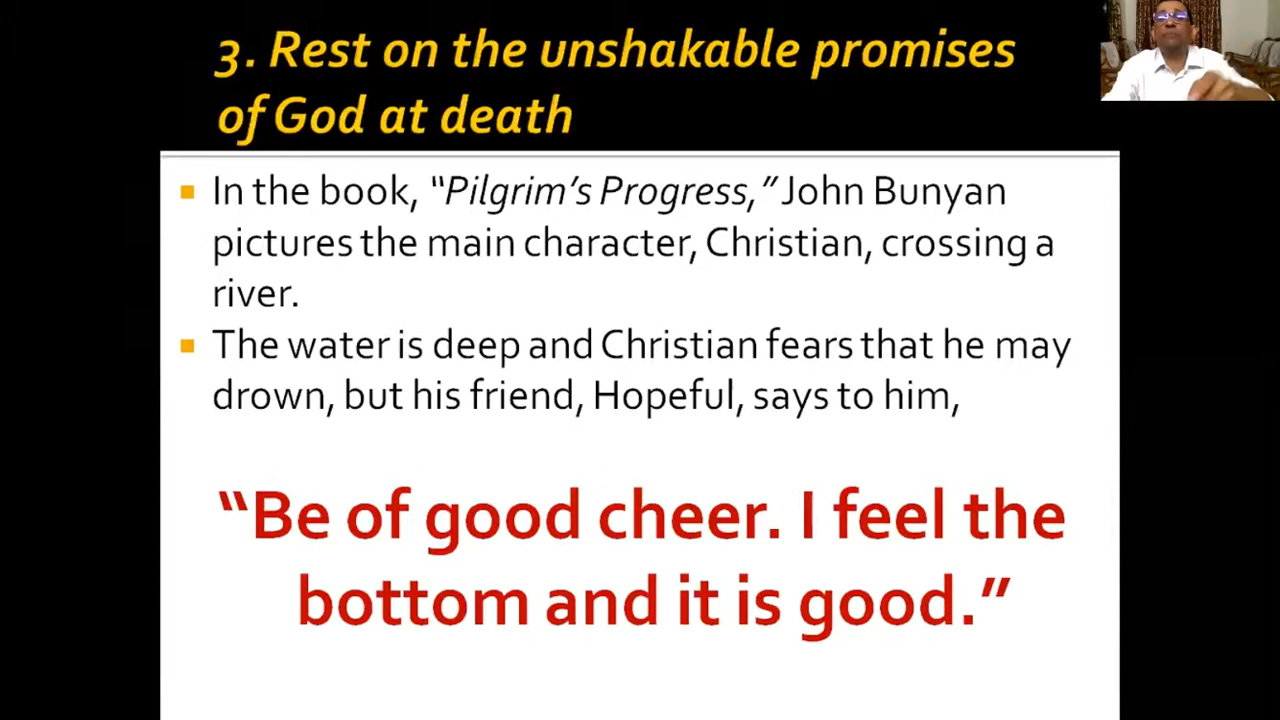 3. Rest on the unshakable promises
of God at death
▪ In the book, “Pilgrim’s Progress,” John Bunyan
pictures the main character, Christian, crossing a
river.
▪ The water is deep and Christian fears that he may
drown, but his friend, Hopeful, says to him,
“Be of good cheer. I feel the
bottom and it is good.”